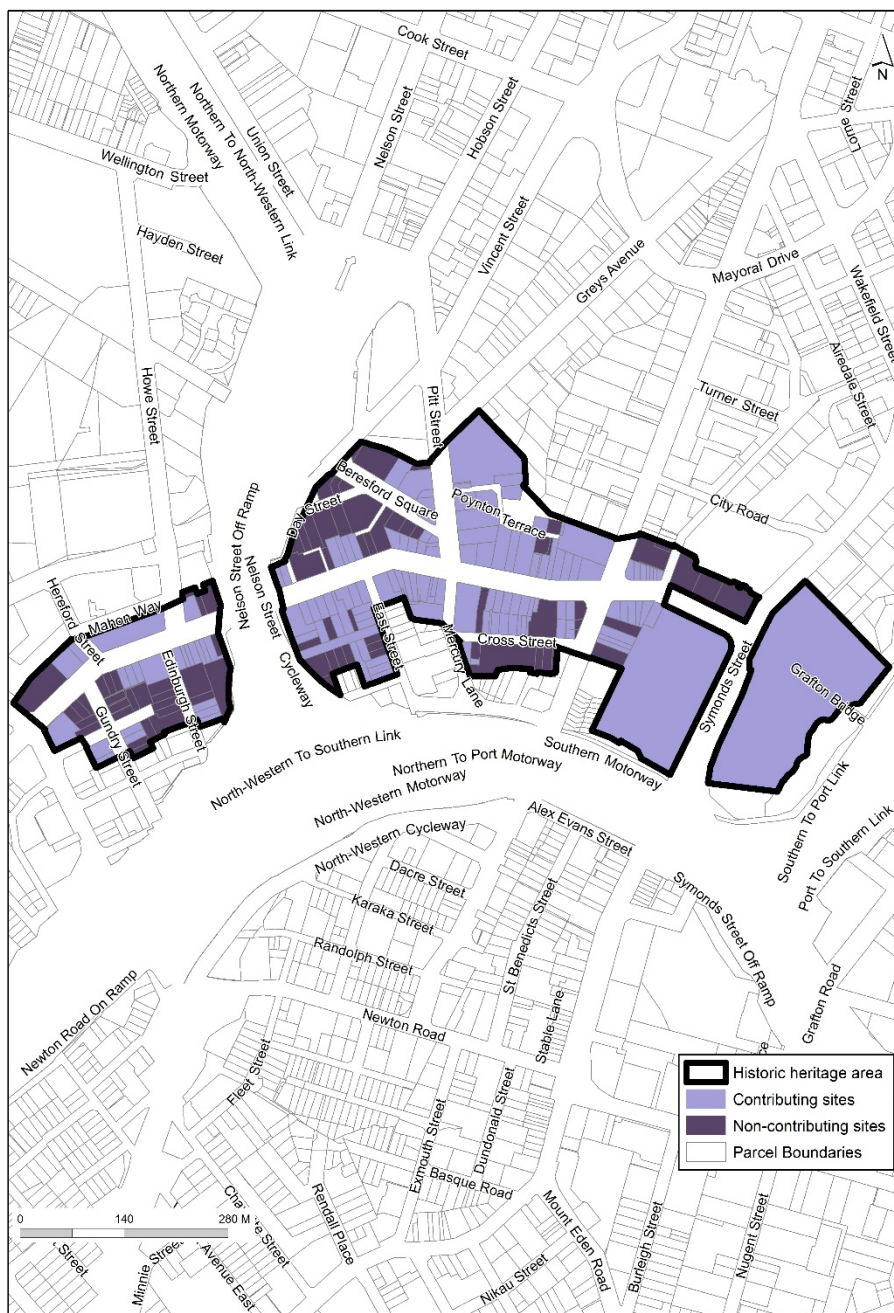 Cook Street
N
Lorne Street
Northern Motorway
Northern To North-Western Link
Union Street
Nelson Street
Hobson Street
Wellington Street
Hayden Street
Vincent Street
Greys Avenue
Mayoral Drive
Wakefield Street
Airedale Street
Howe Street
Pitt Street
Turner Street
City Road
Beresford Square
Day Street
Poynton Terrace
Nelson Street Off Ramp
Nelson Street Cycleway
Hereford Street
Mahon Way
Edinburgh Street
Gundry Street
East Street
Mercury Lane
Cross Street
Symonds Street
Grafton Bridge
North-Western To Southern Link
Northern To Port Motorway
North-Western Motorway
Southern Motorway
Southern To Port Link
Port To Southern Link
North-Western Cycleway
Alex Evans Street
Dacre Street
Karaka Street
Randolph Street
St Benedicts Street
Symonds Street Off Ramp
Newton Road On Ramp
Newton Road
Stable Lane
Grafton Road
Fleet Street
Exmouth Street
Dundonald Street
Basque Road
Rendall Place
Mount Eden Road
Burleigh Street
Nugent Street
Nikau Street
Minnie Street
Avenue East
Street
Historic heritage area
Contributing sites
Non-contributing sites
Parcel Boundaries
0 140 280 M